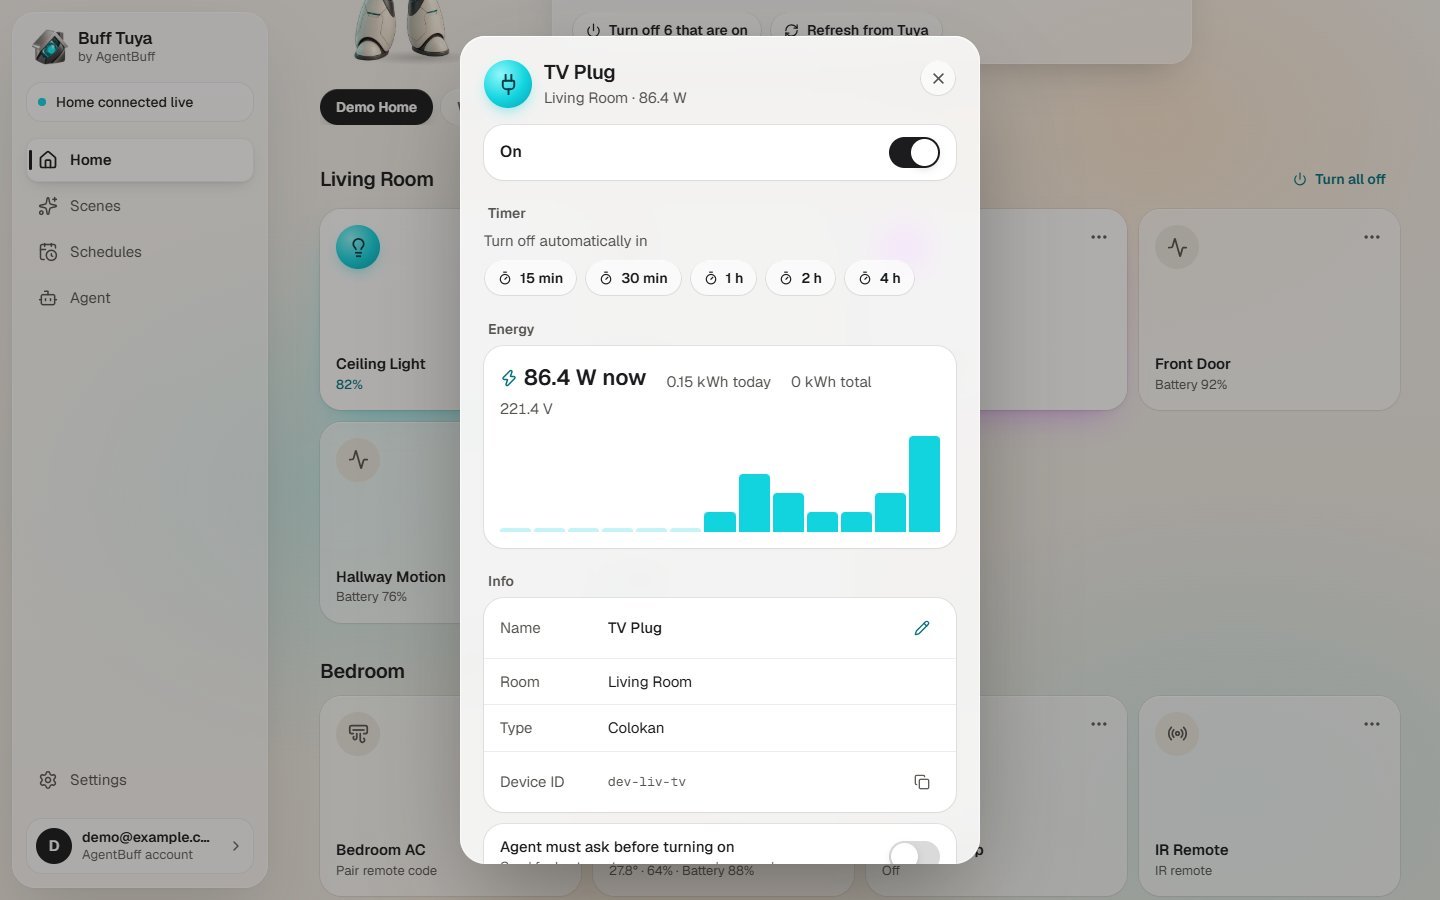 Buff Tuya
by AgentBuff
Home connected live
Home
Scenes
Schedules
Agent
Settings
D
demo@example.c...
AgentBuff account
Turn off 6 that are on
Refresh from Tuya
Demo Home
Living Room
Turn all off
Ceiling Light
82%
Front Door
Battery 92%
Hallway Motion
Battery 76%
Bedroom
Bedroom AC
Pair remote code
27.8° · 64% · Battery 88%
Off
IR Remote
IR remote
TV Plug
Living Room · 86.4 W
On
Timer
Turn off automatically in
15 min
30 min
1 h
2 h
4 h
Energy
86.4 W now
0.15 kWh today
0 kWh total
221.4 V
Info
Name
TV Plug
Room
Living Room
Type
Colokan
Device ID
dev-liv-tv
Agent must ask before turning on